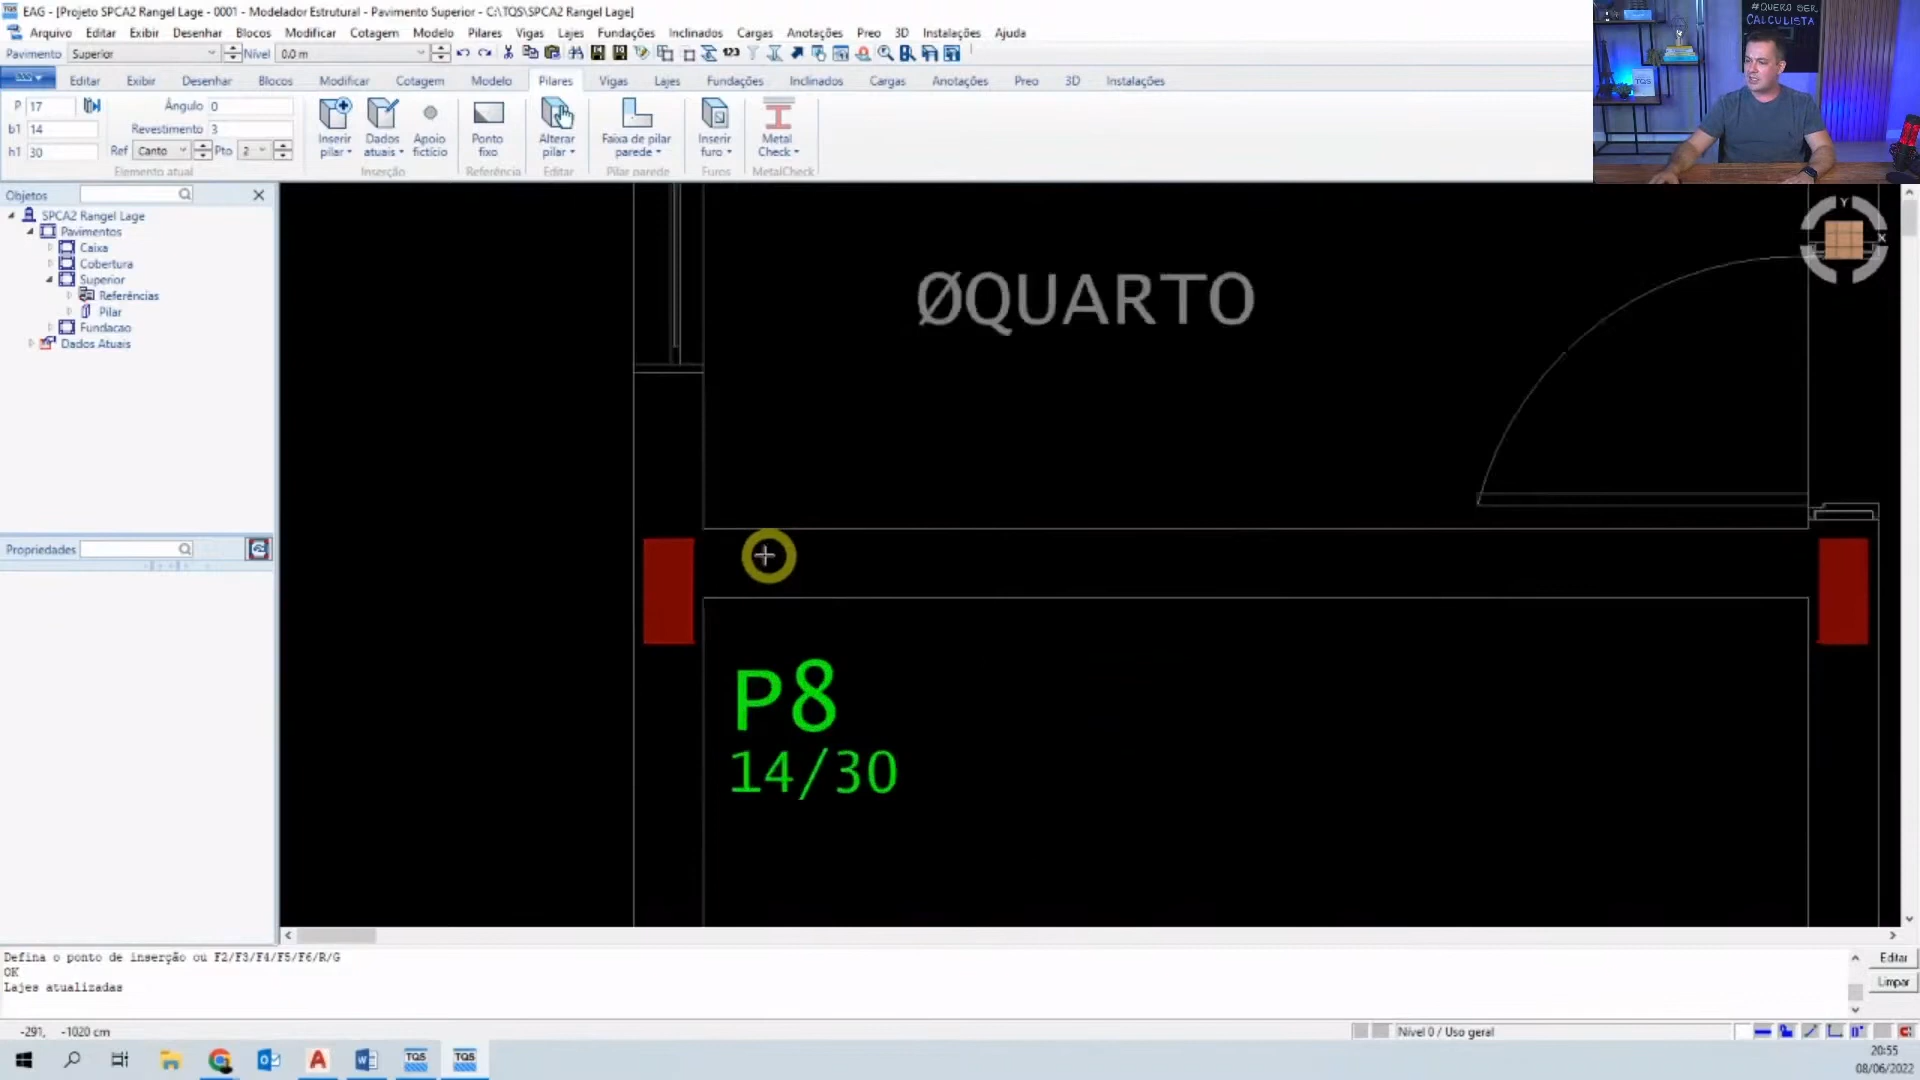 EAG - [Projeto SPCA2 Rangel Lage - 0001 - Modelador Estrutural - Pavimento Superior - C:\TQS\SPCA2 Rangel Lage]
Arquivo Editar Exibir Desenhar Blocos Modificar Cotagem Modelo Pilares Vigas Lajes Fundações Inclinados Cargas Anotações Preo 3D Instalações Ajuda
Pavimento Superior Nível 0.0 m 123
Editar Exibir Desenhar Blocos Modificar Cotagem Modelo Pilares Vigas Lajes Fundações Inclinados Cargas Anotações Preo 3D Instalações
P 17 Ângulo 0
b1 14 Revestimento 3
h1 30 Ref Canto Pto 2
Inserir pilar Dados atuais Apoio fictício Ponto fixo Alterar pilar Faixa de pilar parede Inserir furo Metal Check
Elemento atual Inserção Referência Editar Pilar parede Furos MetalCheck
#QUERO SER
CALCULISTA
TQS
Objetos
SPCA2 Rangel Lage
Pavimentos
Caixa
Cobertura
Superior
Referências
Pilar
Fundacao
Dados Atuais
Propriedades
Y
X
ØQUARTO
P8
14/30
Defina o ponto de inserção ou F2/F3/F4/F5/F6/R/G
OK
Lajes atualizadas
Editar
Limpar
-291, -1020 cm
Nível 0 / Uso geral
TQS
TQS
20:55
08/06/2022